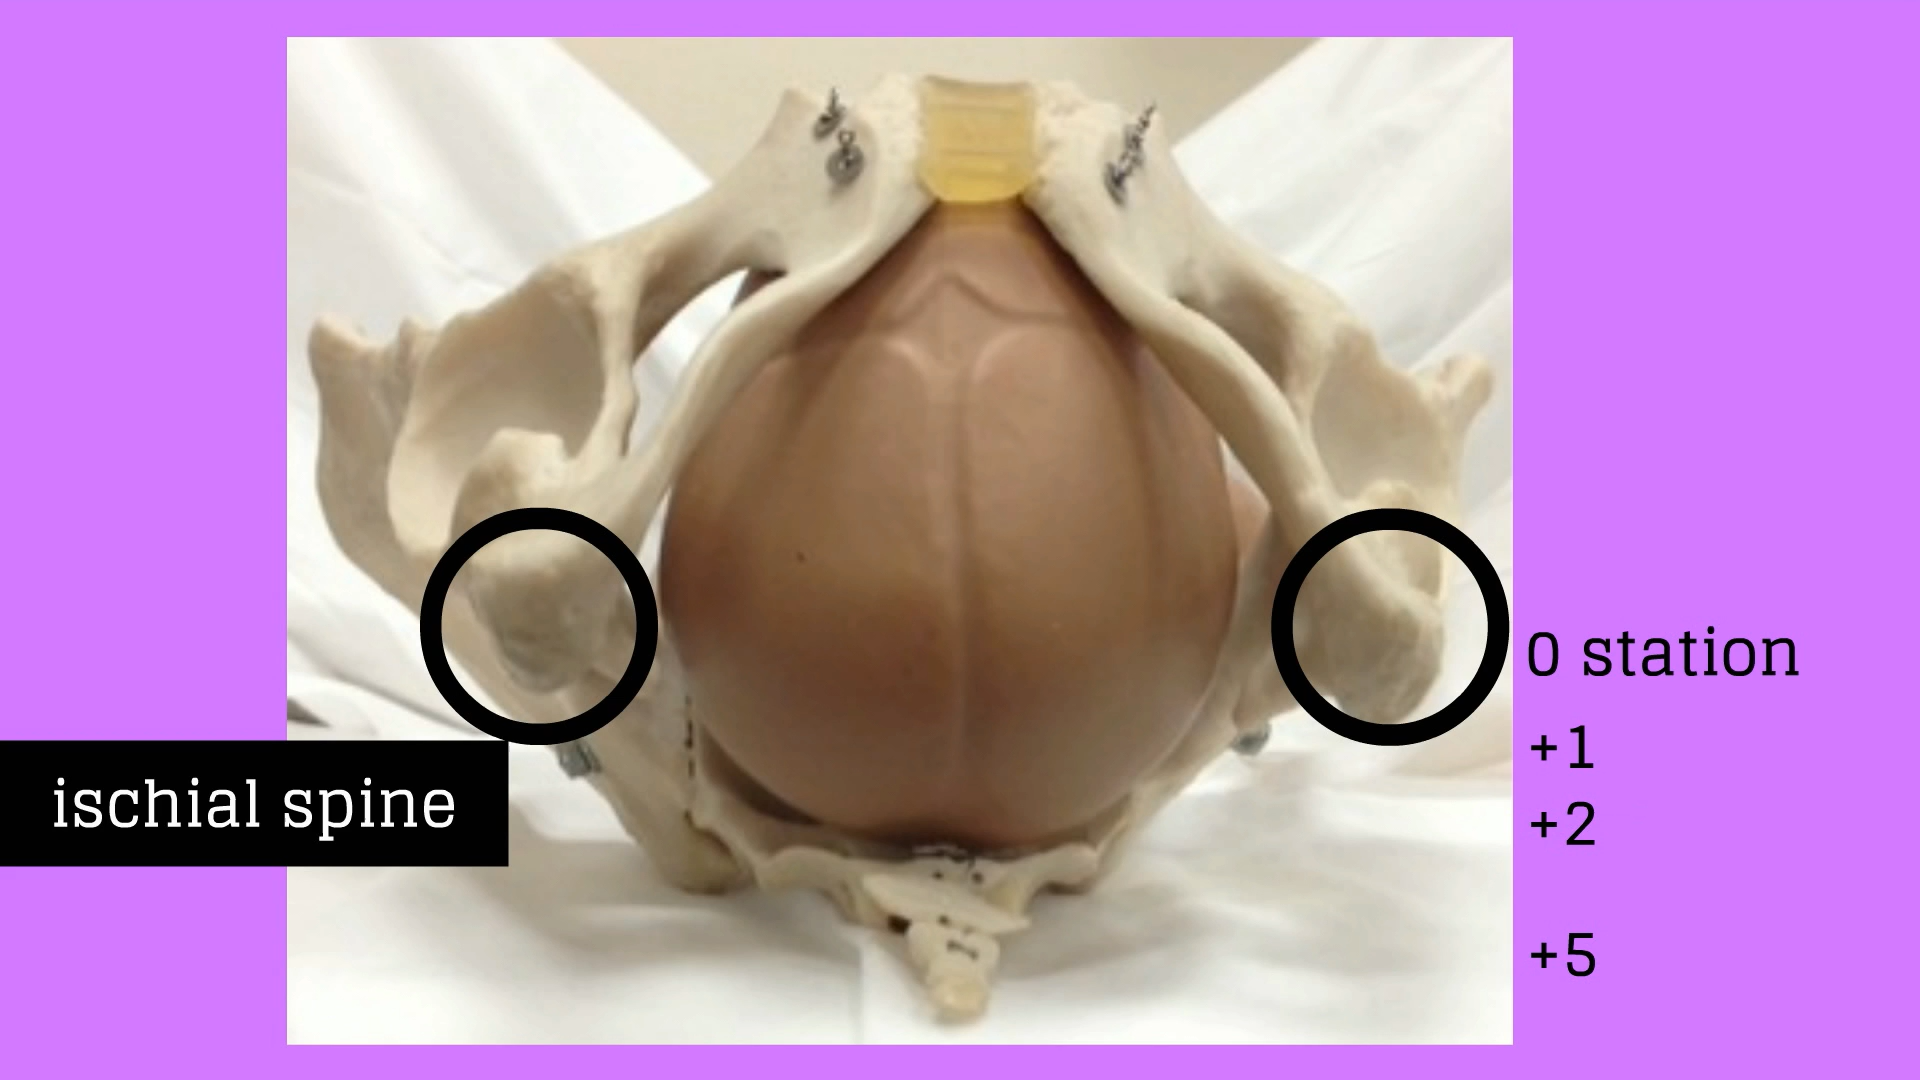 0 station
+1
ischial spine
+2
+5